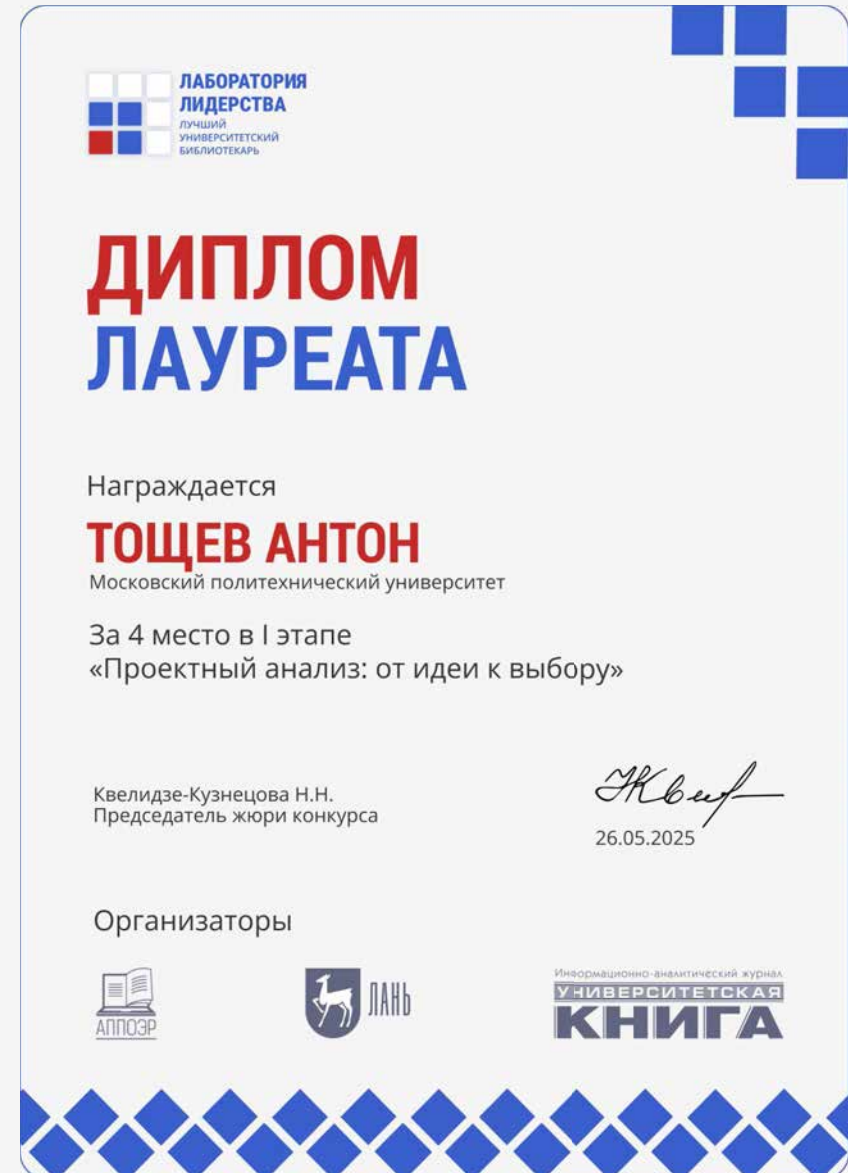 ЛАБОРАТОРИЯ
ЛИДЕРСТВА
ЛУЧШИЙ
УНИВЕРСИТЕТСКИЙ
БИБЛИОТЕКАРЬ
ДИПЛОМ
ЛАУРЕАТА
Награждается
ТОЩЕВ АНТОН
Московский политехнический университет
За 4 место в I этапе
«Проектный анализ: от идеи к выбору»
Квелидзе-Кузнецова Н.Н.
Председатель жюри конкурса
26.05.2025
Организаторы
АППОЭР
ЛАНЬ
Информационно-аналитический журнал
УНИВЕРСИТЕТСКАЯ
КНИГА